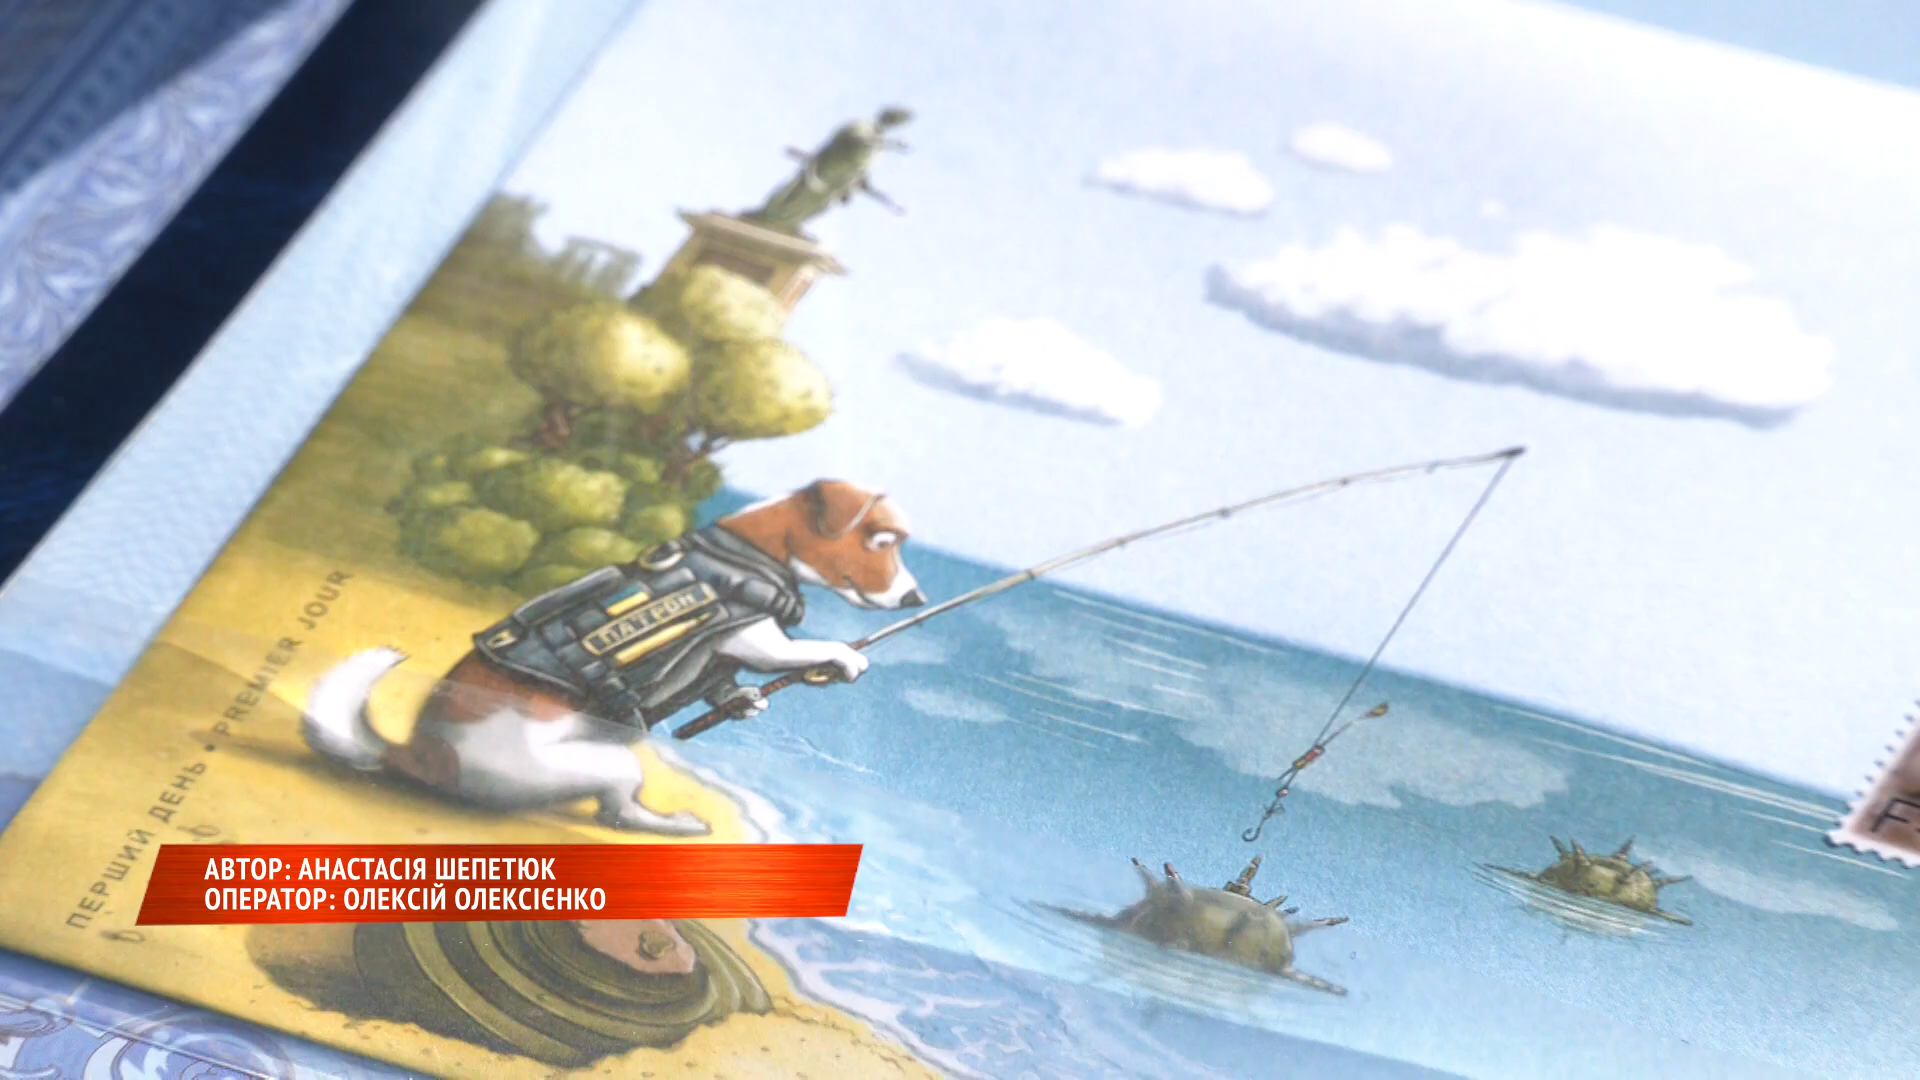 ПЕРШИЙ ДЕНЬ • PREMIER JOUR
ПАТРОН
АВТОР: АНАСТАСІЯ ШЕПЕТЮК
ОПЕРАТОР: ОЛЕКСІЙ ОЛЕКСІЄНКО